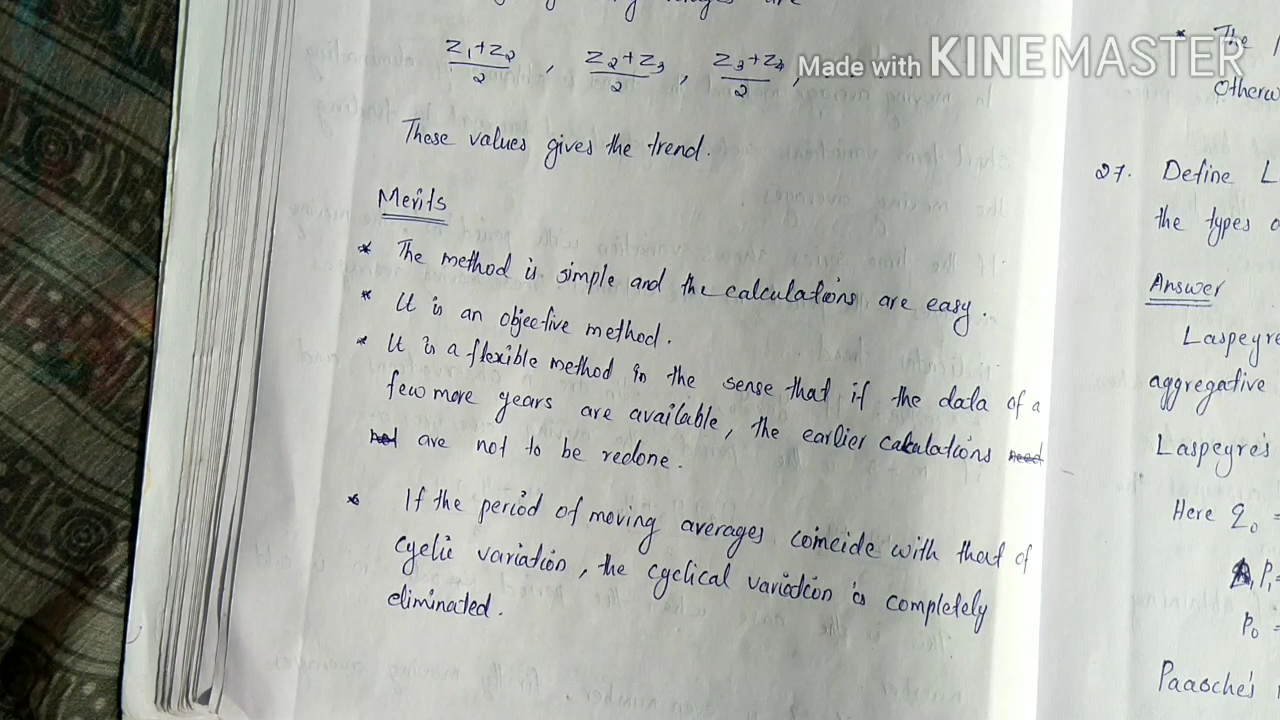 Z₁+Z₂/2 , Z₂+Z₃/2 , Z₃+Z₄/2 ,
Made with KINEMASTER
These values gives the trend.
Merits
* The method is simple and the calculations are easy.
* It is an objective method.
* It is a flexible method in the sense that if the data of a
few more years are available, the earlier calculations
are not to be redone.
* If the period of moving averages coincide with that of
cyclic variation, the cyclical variation is completely
eliminated.
* The
27. Define
the types
Answer
Laspeyre
aggregative
Laspeyre's
Here q₀ =
P₁=
P₀ =
Paasche's